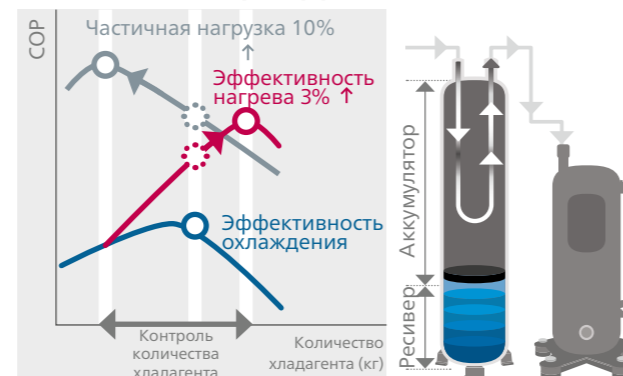 COP
Частичная нагрузка 10%
↑
Эффективность
нагрева 3% ↑
Эффективность
охлаждения
Контроль
количества
хладагента
Количество
хладагента (кг)
Аккумулятор
Ресивер